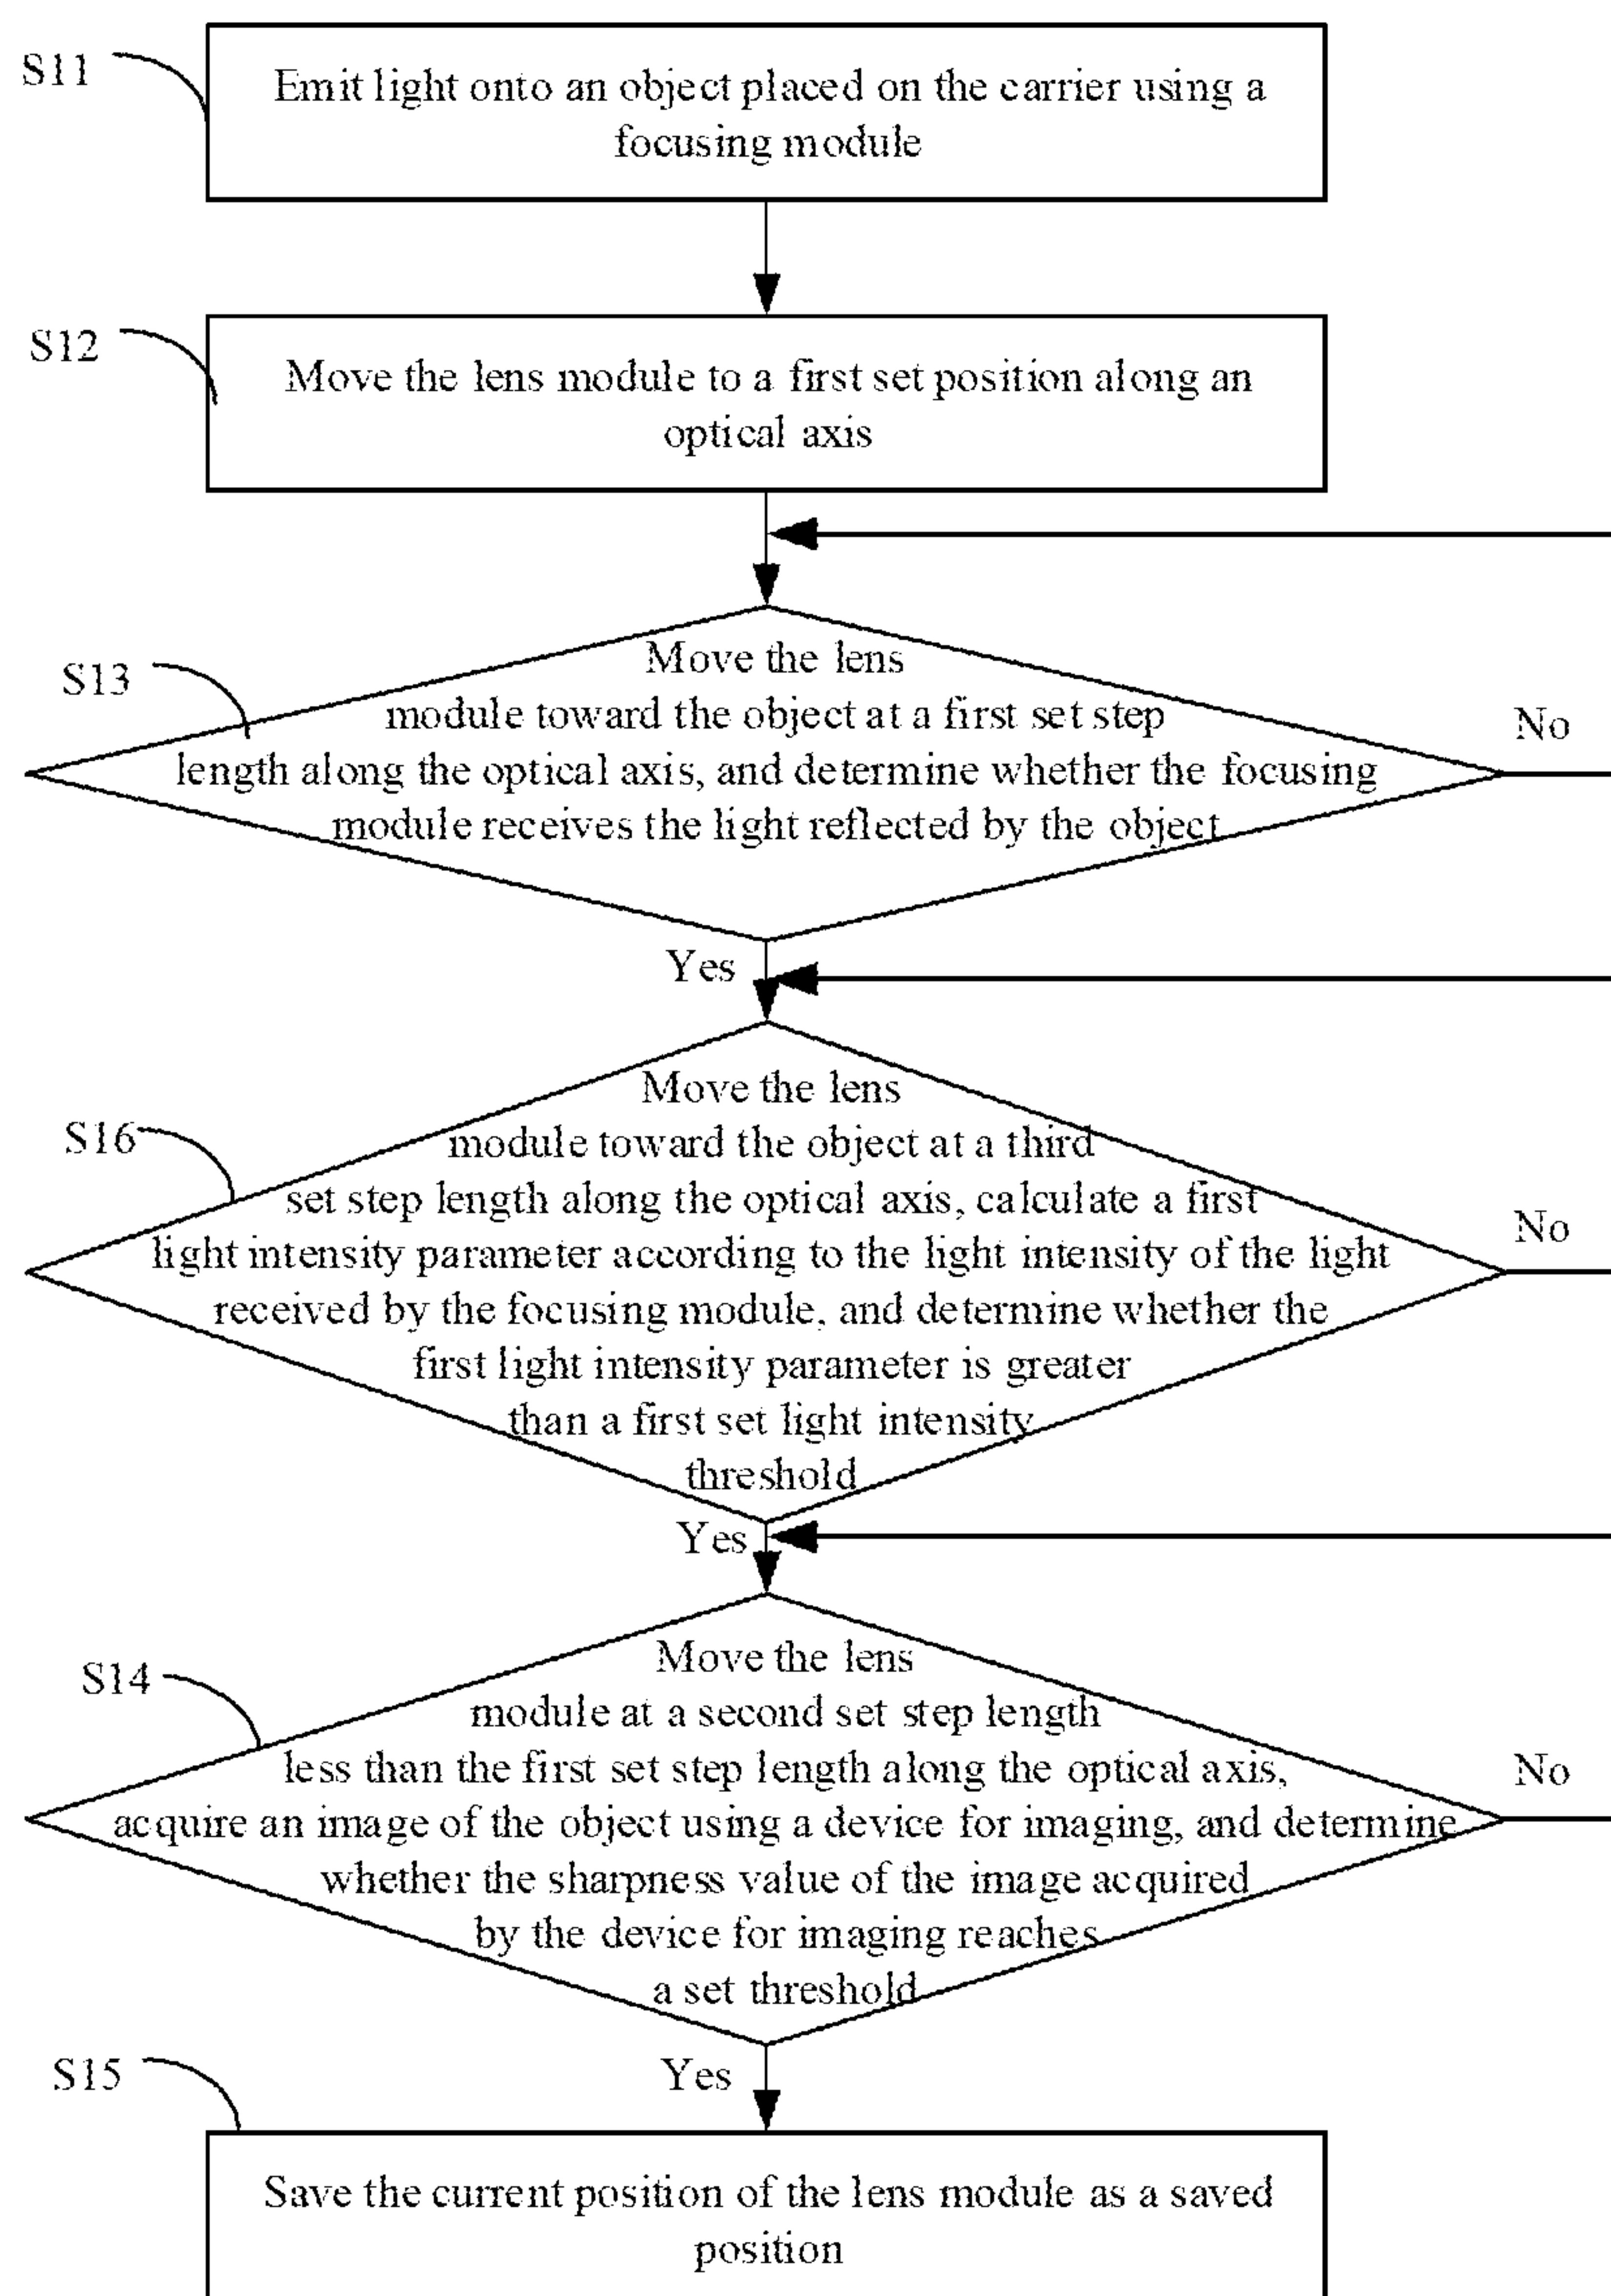 S11
Emit light onto an object placed on the carrier using a
focusing module
S12
Move the lens module to a first set position along an
optical axis
S13
Move the lens
module toward the object at a first set step
length along the optical axis, and determine whether the focusing
module receives the light reflected by the object
No
Yes
S16
Move the lens
module toward the object at a third
set step length along the optical axis, calculate a first
light intensity parameter according to the light intensity of the light
received by the focusing module, and determine whether the
first light intensity parameter is greater
than a first set light intensity
threshold
No
Yes
S14
Move the lens
module at a second set step length
less than the first set step length along the optical axis,
acquire an image of the object using a device for imaging, and determine
whether the sharpness value of the image acquired
by the device for imaging reaches
a set threshold
No
Yes
S15
Save the current position of the lens module as a saved
position